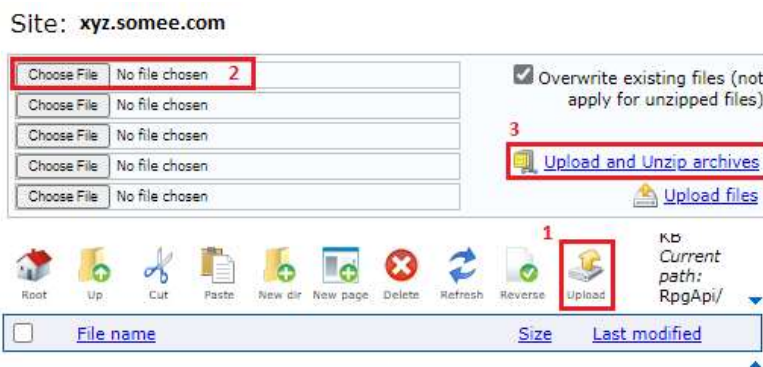 Site: xyz.somee.com
Choose File No file chosen 2
Overwrite existing files (not
apply for unzipped files)
Choose File No file chosen
Choose File No file chosen
3
Choose File No file chosen
Upload and Unzip archives
Choose File No file chosen
Upload files
1
KB
Current
path:
RpgApi/
Root Up Cut Paste New dir New page Delete Refresh Reverse Upload
File name Size Last modified